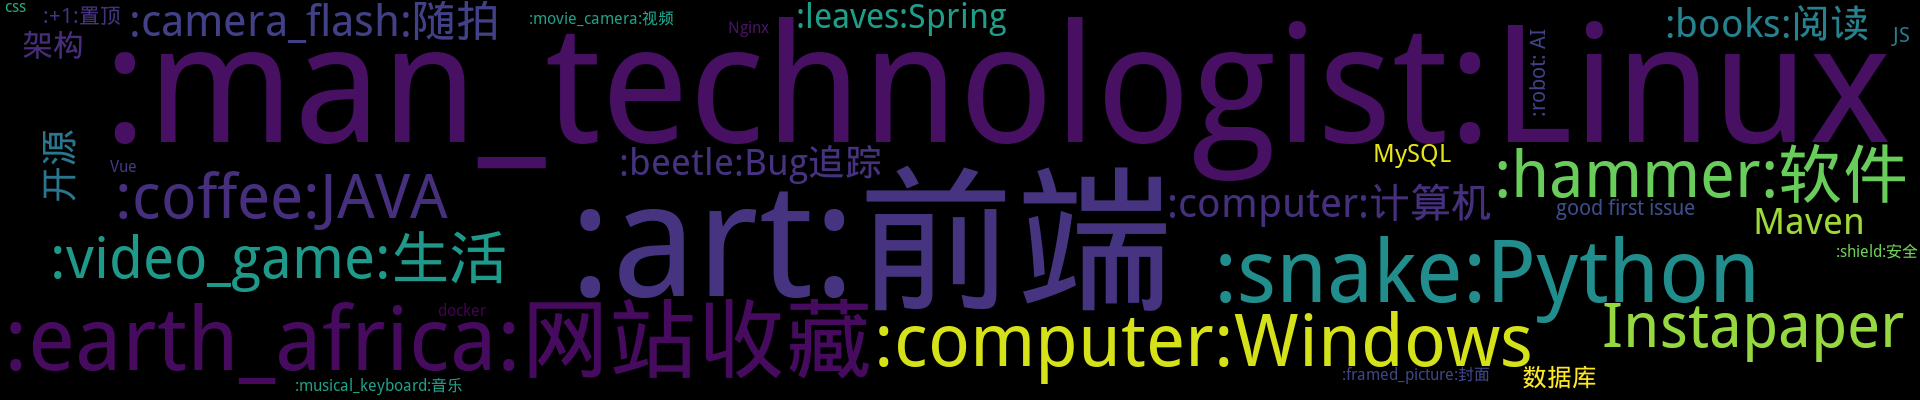 css
:+1:置顶
:camera_flash:随拍
:movie_camera:视频
Nginx
:leaves:Spring
:books:阅读
JS
架构
:man_technologist:Linux
:robot: AI
开源
Vue
:beetle:Bug追踪
MySQL
:hammer:软件
:coffee:JAVA
:art:前端
:computer:计算机
good first issue
Maven
:video_game:生活
:snake:Python
:shield:安全
:earth_africa:网站收藏
docker
:computer:Windows
Instapaper
:musical_keyboard:音乐
:framed_picture:封面
数据库